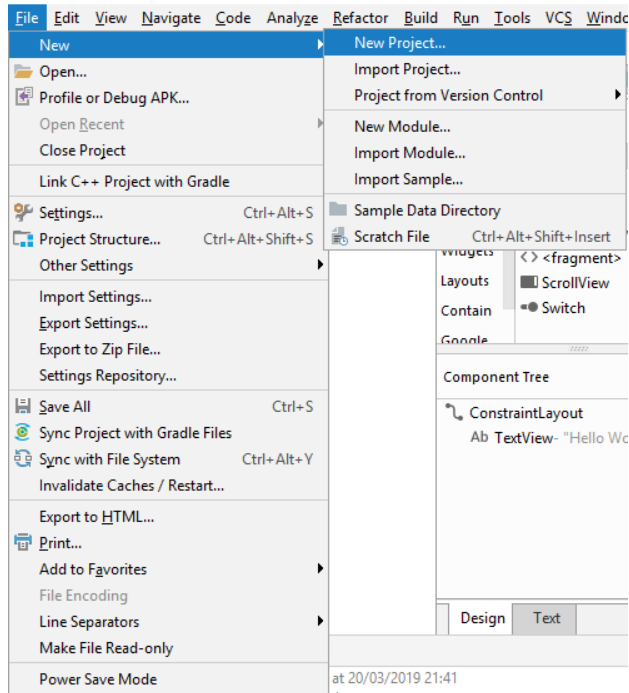 File Edit View Navigate Code Analyze Refactor Build Run Tools VCS Windo
New
Open...
Profile or Debug APK...
Open Recent
Close Project
Link C++ Project with Gradle
Settings... Ctrl+Alt+S
Project Structure... Ctrl+Alt+Shift+S
Other Settings
Import Settings...
Export Settings...
Export to Zip File...
Settings Repository...
Save All Ctrl+S
Sync Project with Gradle Files
Sync with File System Ctrl+Alt+Y
Invalidate Caches / Restart...
Export to HTML...
Print...
Add to Favorites
File Encoding
Line Separators
Make File Read-only
Power Save Mode
New Project...
Import Project...
Project from Version Control
New Module...
Import Module...
Import Sample...
Sample Data Directory
Scratch File Ctrl+Alt+Shift+Insert
Widgets
Layouts
Contain
Google
<fragment>
ScrollView
Switch
Component Tree
ConstraintLayout
Ab TextView- "Hello Wo
Design Text
at 20/03/2019 21:41